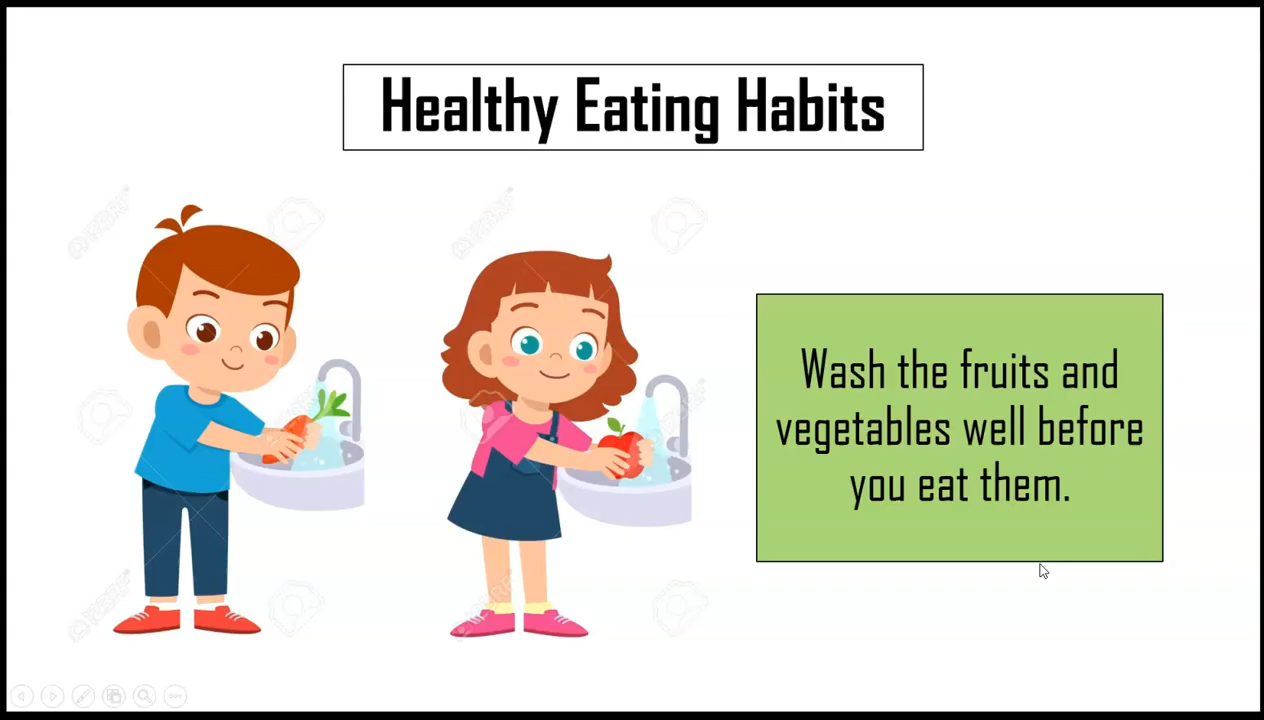 Healthy Eating Habits
Wash the fruits and
vegetables well before
you eat them.